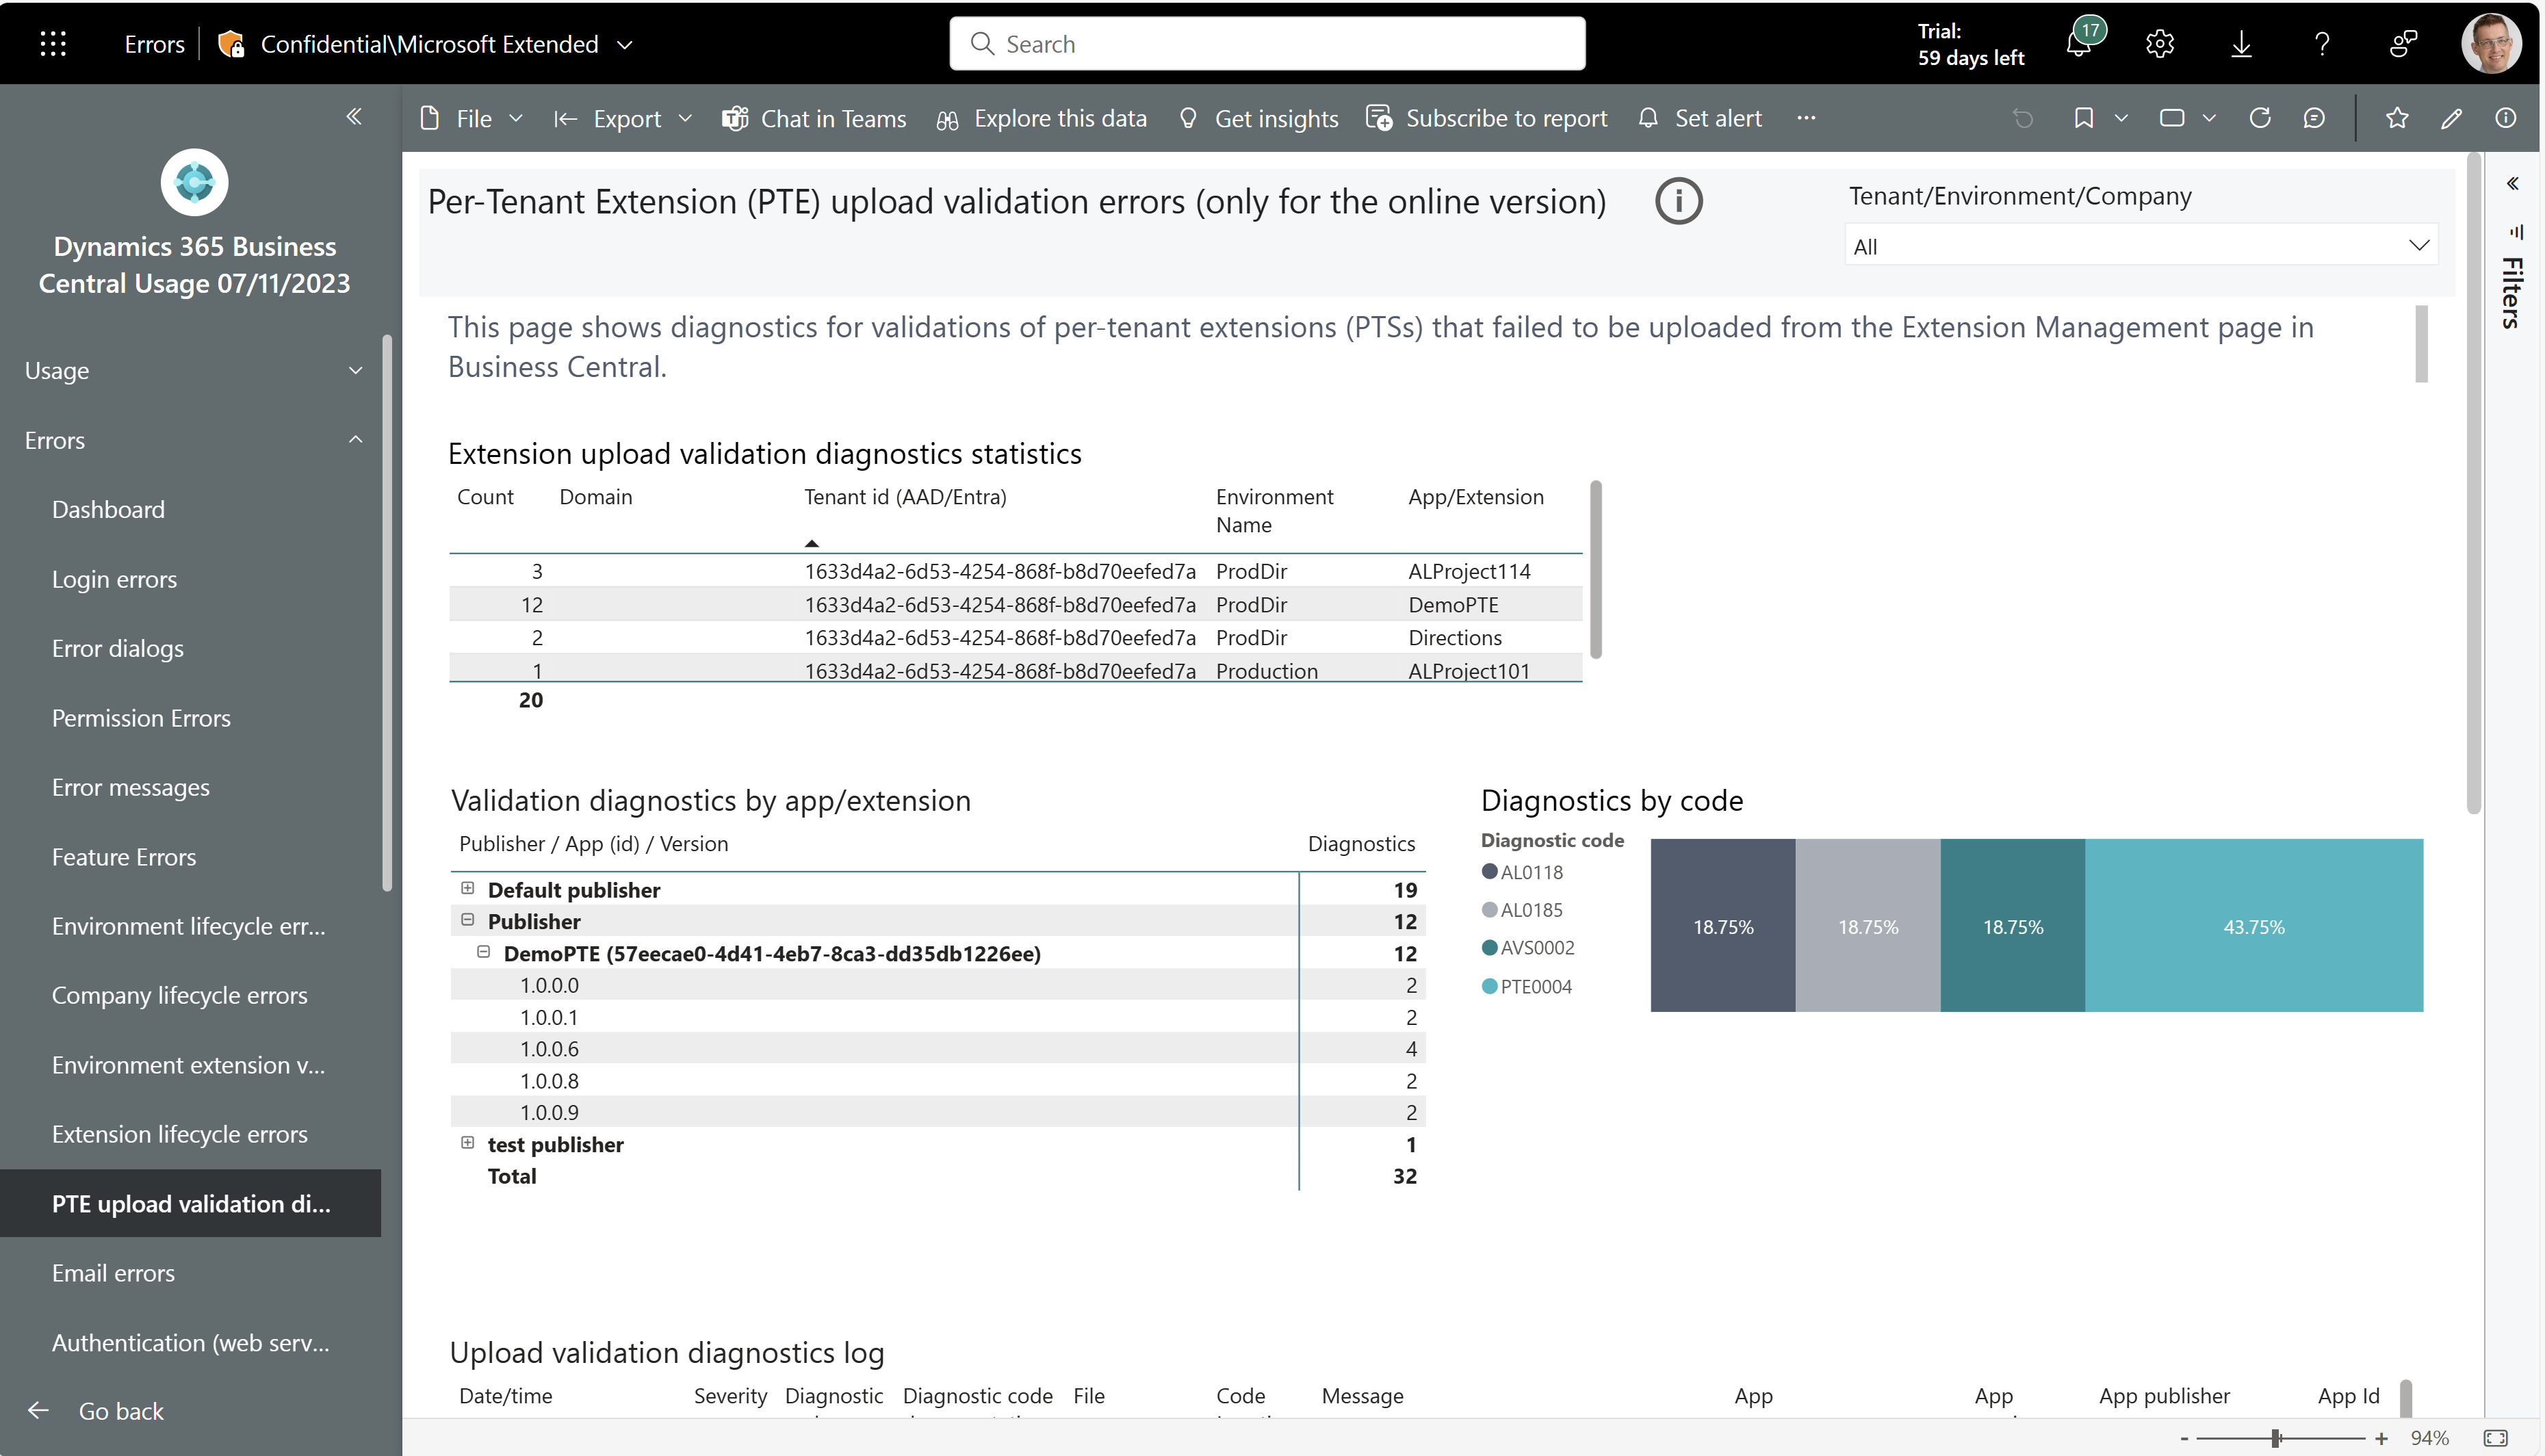 Errors
Confidential\Microsoft Extended
Search
Trial:
59 days left
17
File
Export
Chat in Teams
Explore this data
Get insights
Subscribe to report
Set alert
Dynamics 365 Business
Central Usage 07/11/2023
Usage
Errors
Dashboard
Login errors
Error dialogs
Permission Errors
Error messages
Feature Errors
Environment lifecycle err...
Company lifecycle errors
Environment extension v...
Extension lifecycle errors
PTE upload validation di...
Email errors
Authentication (web serv...
Go back
Per-Tenant Extension (PTE) upload validation errors (only for the online version)
Tenant/Environment/Company
All
Filters
This page shows diagnostics for validations of per-tenant extensions (PTSs) that failed to be uploaded from the Extension Management page in
Business Central.
Extension upload validation diagnostics statistics
Count Domain Tenant id (AAD/Entra) Environment App/Extension
Name
3 1633d4a2-6d53-4254-868f-b8d70eefed7a ProdDir ALProject114
12 1633d4a2-6d53-4254-868f-b8d70eefed7a ProdDir DemoPTE
2 1633d4a2-6d53-4254-868f-b8d70eefed7a ProdDir Directions
1 1633d4a2-6d53-4254-868f-b8d70eefed7a Production ALProject101
20
Validation diagnostics by app/extension
Publisher / App (id) / Version Diagnostics
Default publisher 19
Publisher 12
DemoPTE (57eecae0-4d41-4eb7-8ca3-dd35db1226ee) 12
1.0.0.0 2
1.0.0.1 2
1.0.0.6 4
1.0.0.8 2
1.0.0.9 2
test publisher 1
Total 32
Diagnostics by code
Diagnostic code
AL0118
AL0185
AVS0002
PTE0004
18.75% 18.75% 18.75% 43.75%
Upload validation diagnostics log
Date/time Severity Diagnostic Diagnostic code File Code Message App App App publisher App Id
- + 94%